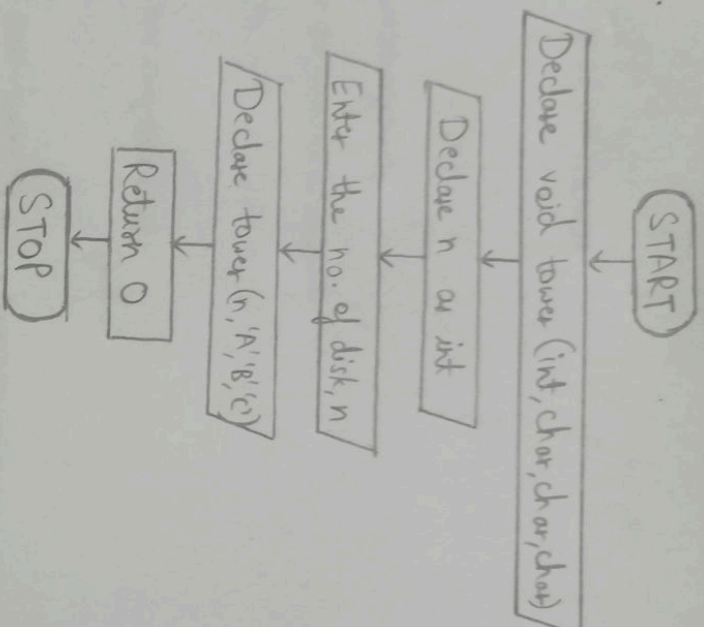 START
Declare void tower (int, char, char, char)
Declare n as int
Enter the no. of disk, n
Declare tower (n, 'A', 'B', 'C')
Return 0
STOP